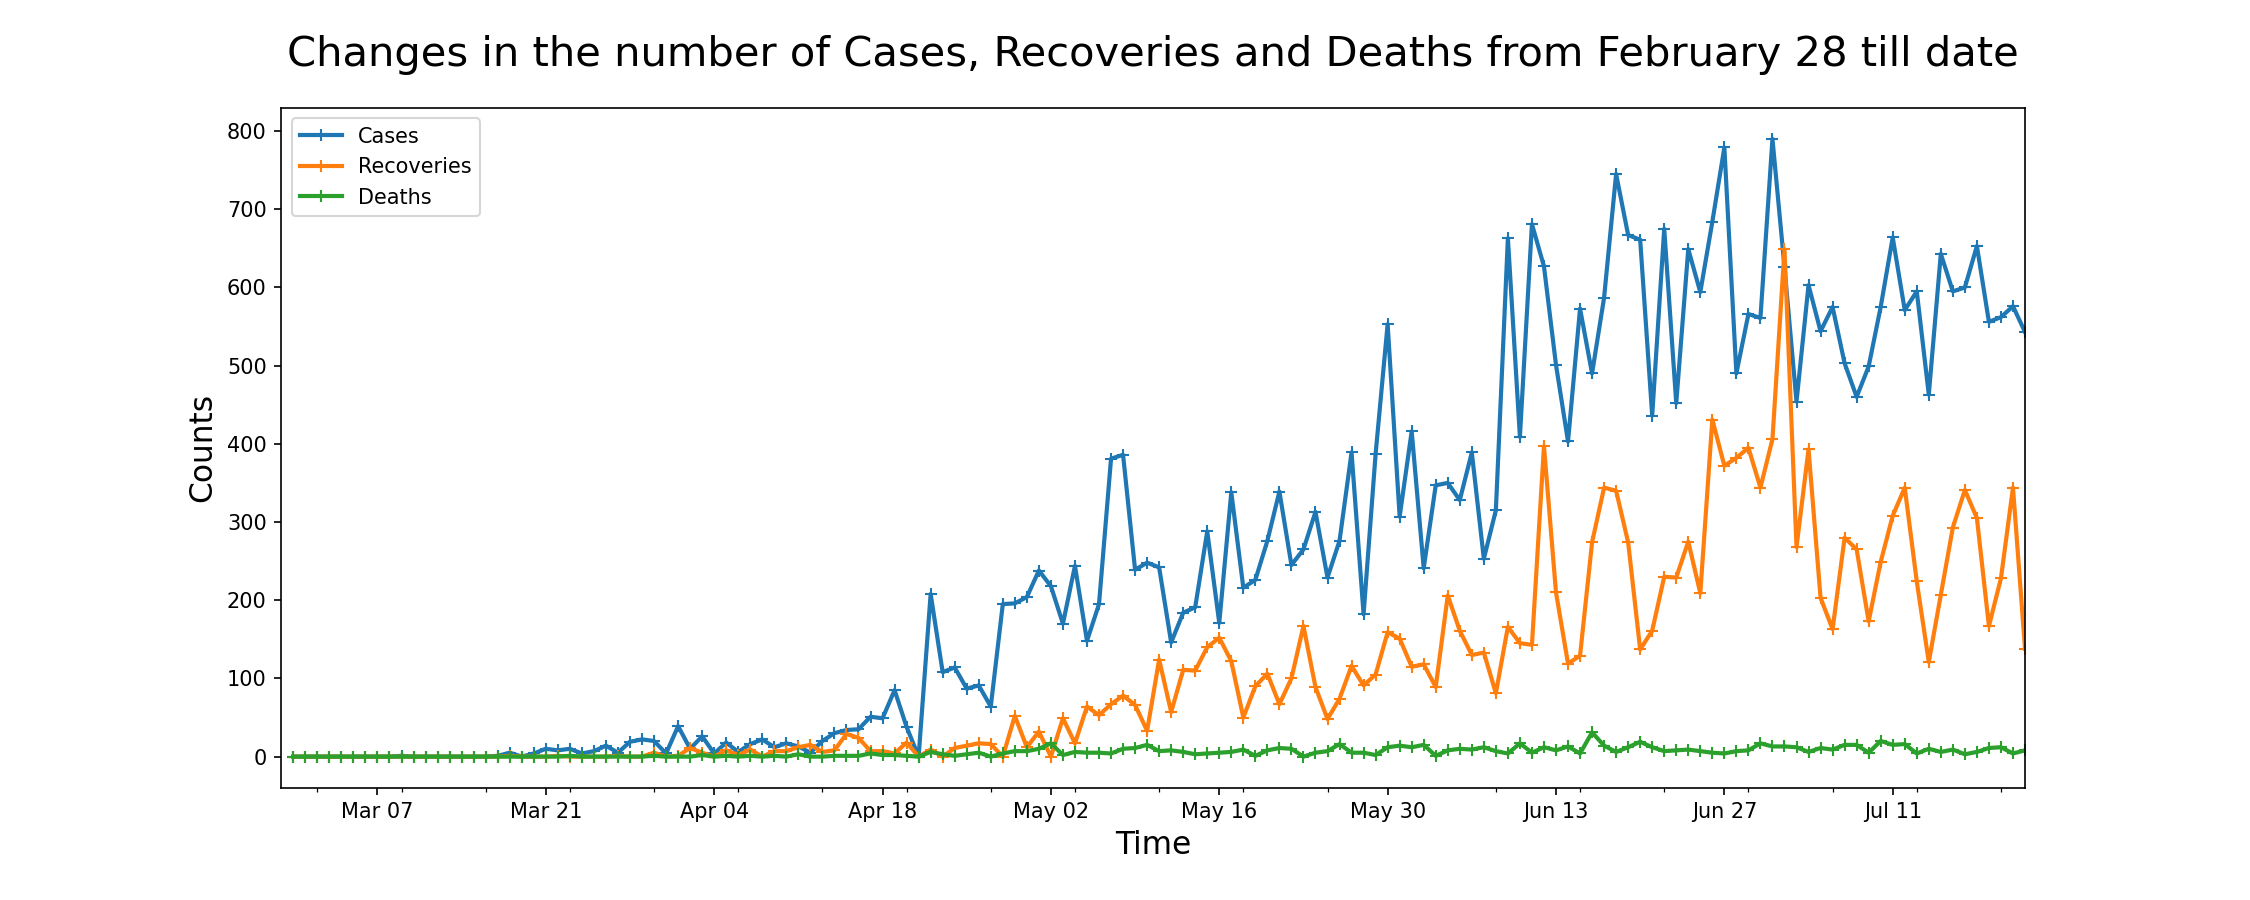 Changes in the number of Cases, Recoveries and Deaths from February 28 till date
Cases
Recoveries
Deaths
800
700
600
500
400
300
200
100
0
Counts
Mar 07 Mar 21 Apr 04 Apr 18 May 02 May 16 May 30 Jun 13 Jun 27 Jul 11
Time